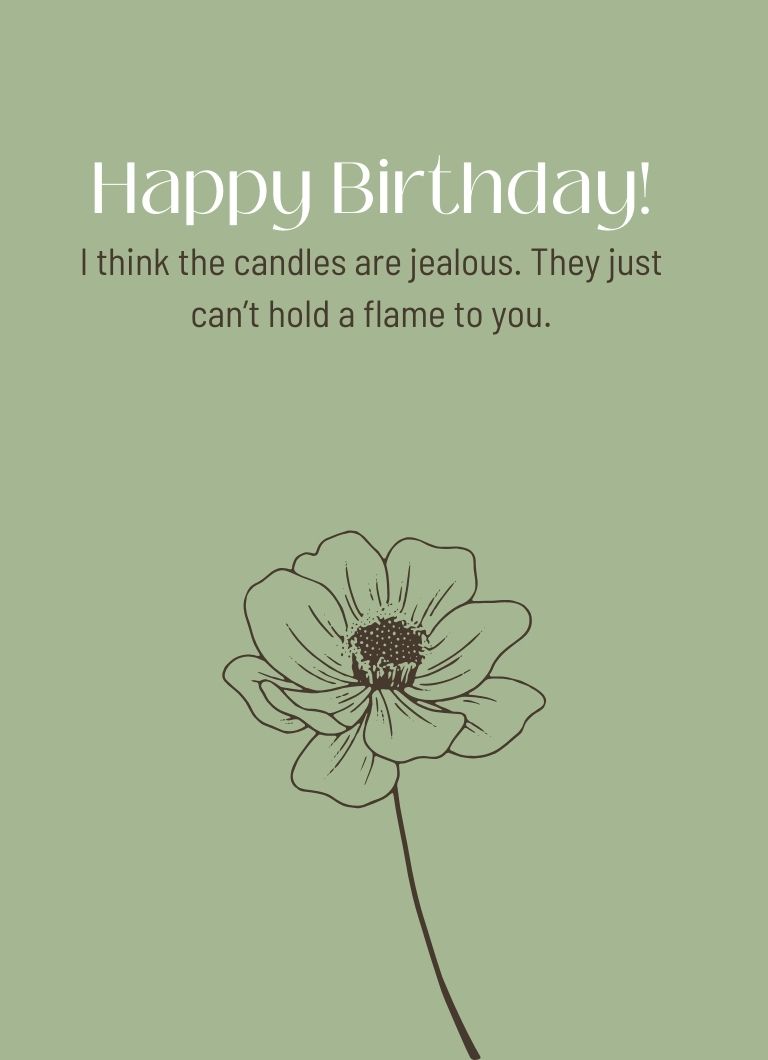 Happy Birthday!
I think the candles are jealous. They just
can’t hold a flame to you.